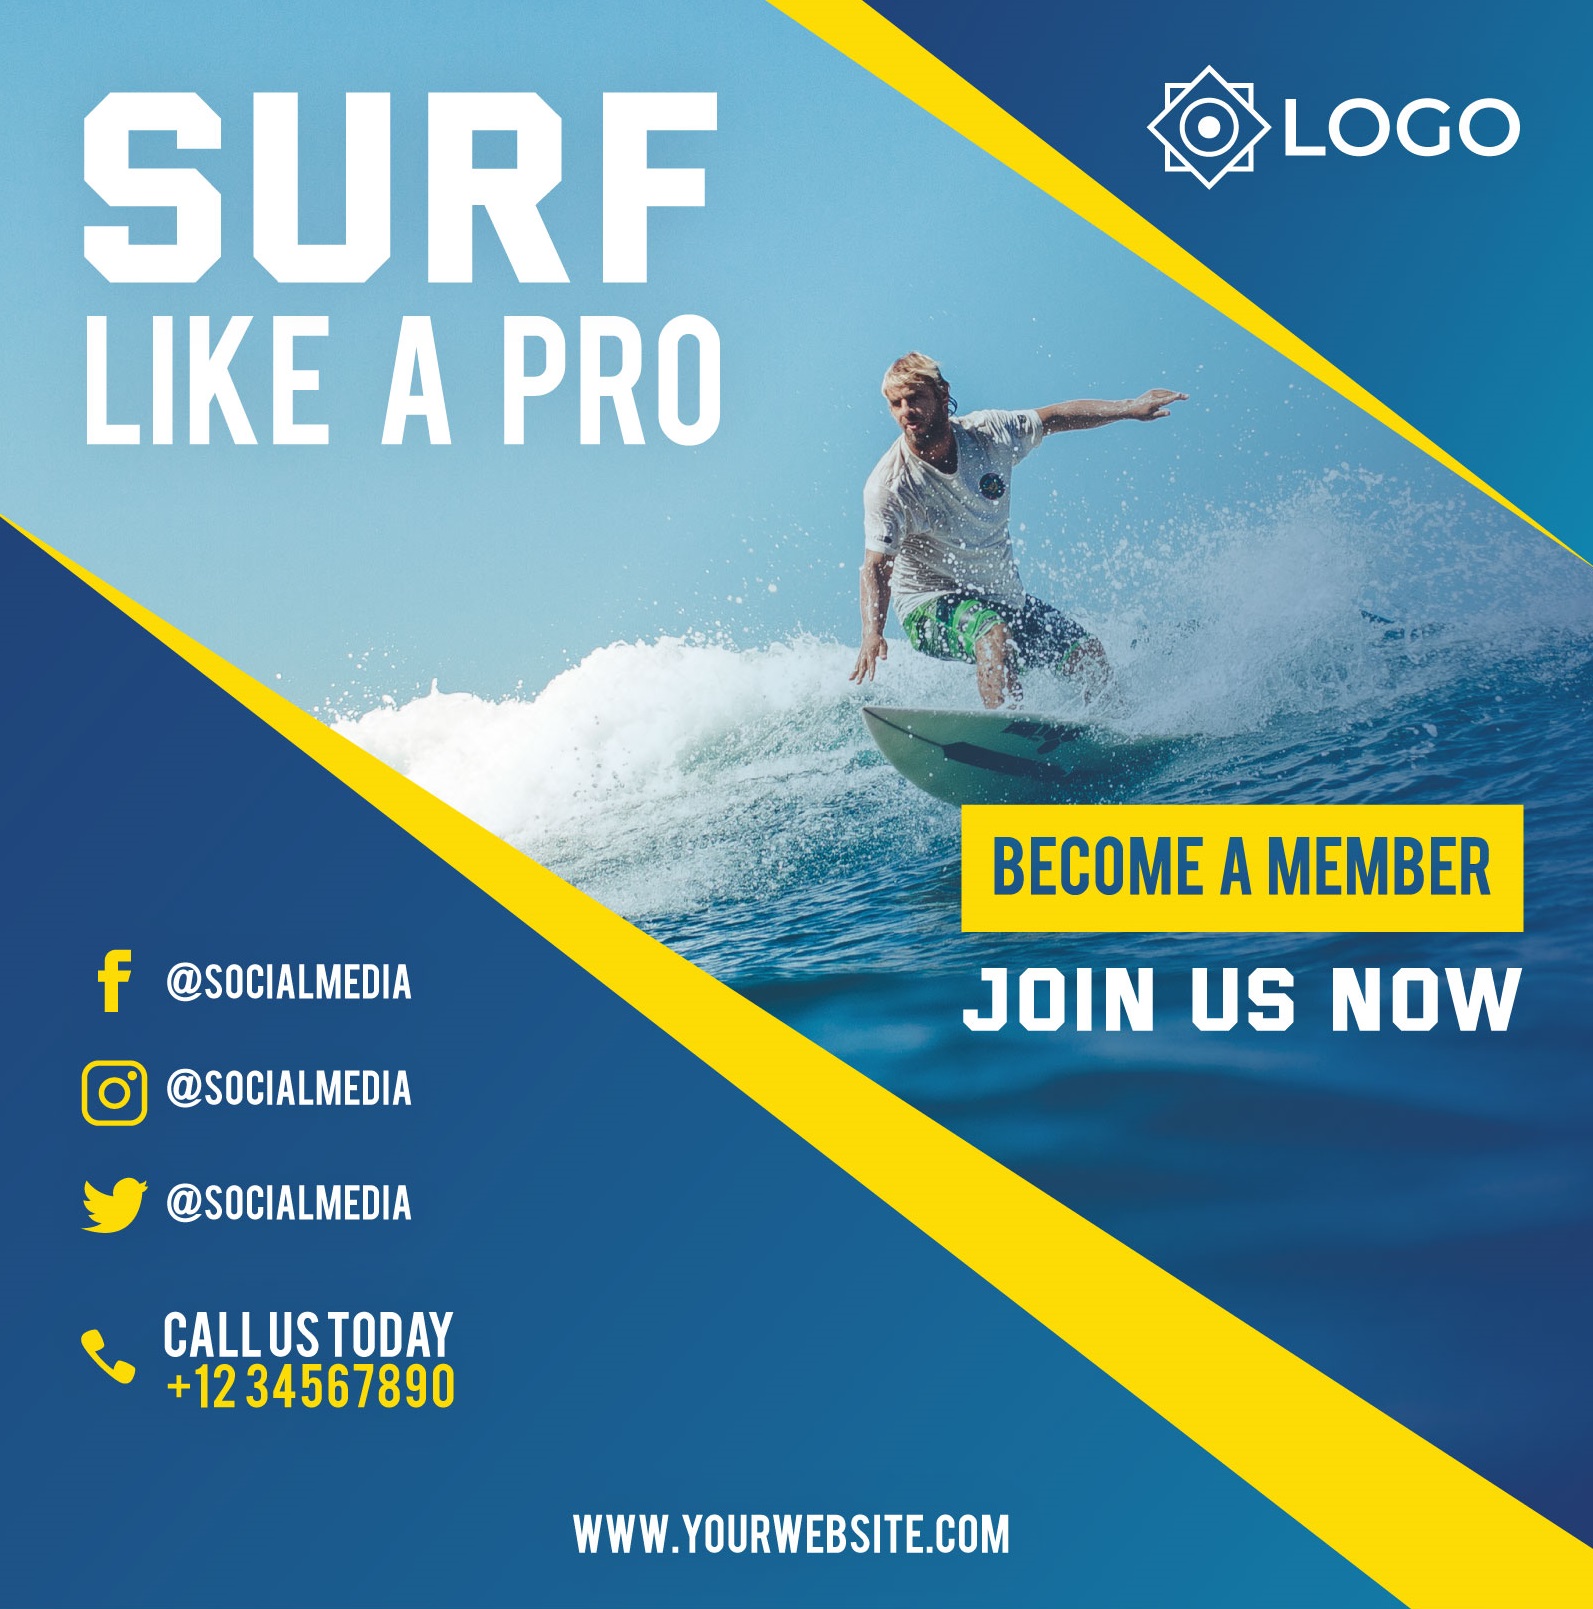 SURF
LIKE A PRO
LOGO
BECOME A MEMBER
JOIN US NOW
@SOCIALMEDIA
@SOCIALMEDIA
@SOCIALMEDIA
CALL US TODAY
+12 34567890
WWW.YOURWEBSITE.COM